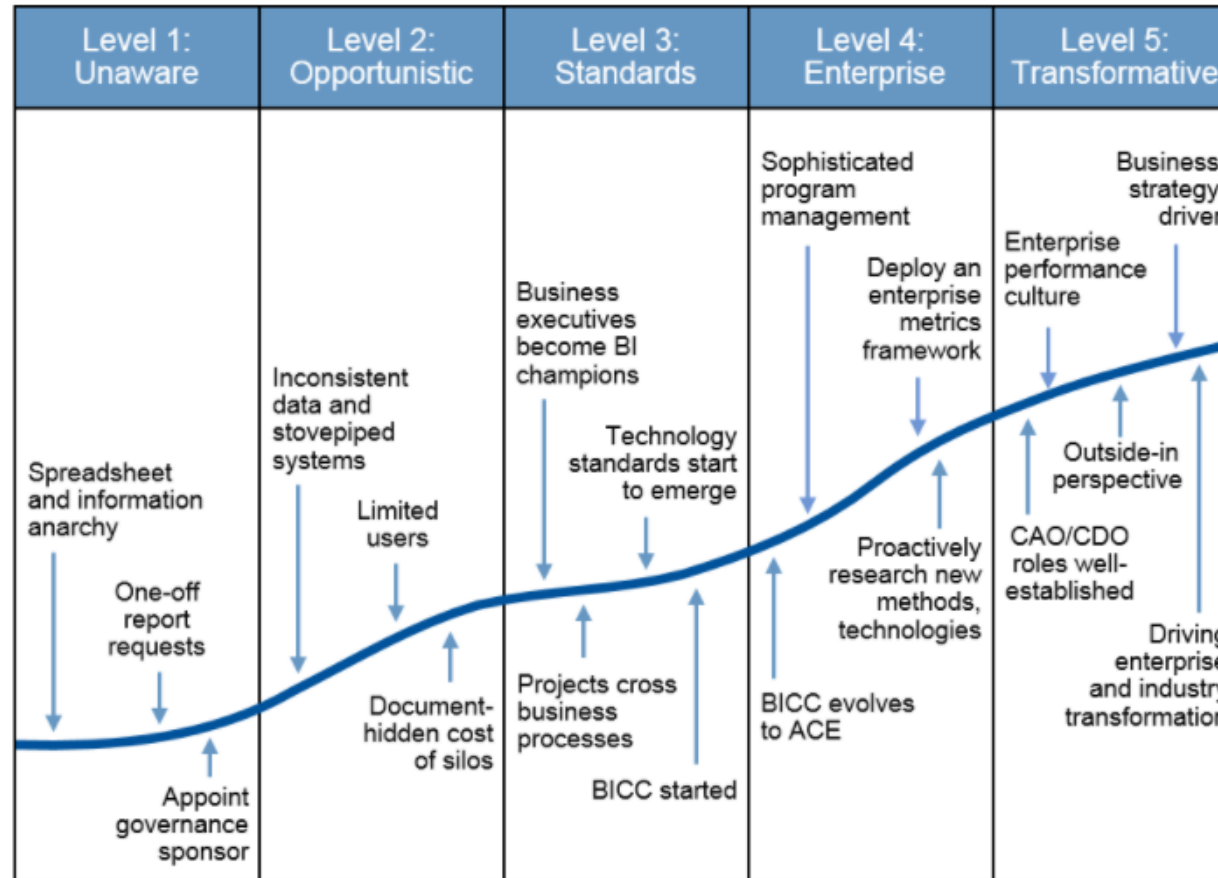 Level 1:
Unaware
Level 2:
Opportunistic
Level 3:
Standards
Level 4:
Enterprise
Level 5:
Transformative
Spreadsheet
and information
anarchy
One-off
report
requests
Appoint
governance
sponsor
Inconsistent
data and
stovepiped
systems
Limited
users
Document-
hidden cost
of silos
Business
executives
become BI
champions
Technology
standards start
to emerge
Projects cross
business
processes
BICC started
Sophisticated
program
management
Deploy an
enterprise
metrics
framework
Proactively
research new
methods,
technologies
BICC evolves
to ACE
Enterprise
performance
culture
Business
strategy
driven
Outside-in
perspective
CAO/CDO
roles well-
established
Driving
enterprise
and industry
transformation